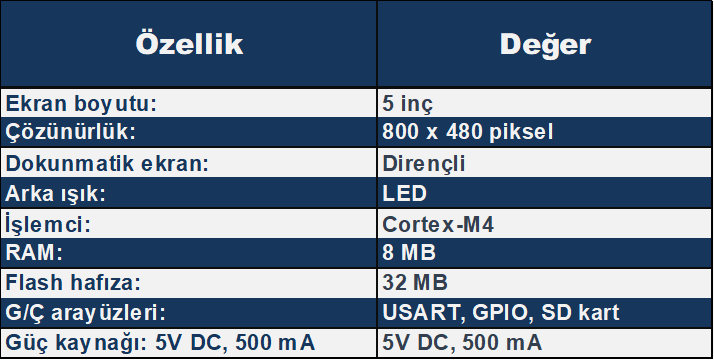 Özellik Değer
Ekran boyutu: 5 inç
Çözünürlük: 800 x 480 piksel
Dokunmatik ekran: Dirençli
Arka ışık: LED
İşlemci: Cortex-M4
RAM: 8 MB
Flash hafıza: 32 MB
G/Ç arayüzleri: USART, GPIO, SD kart
Güç kaynağı: 5V DC, 500 mA 5V DC, 500 mA